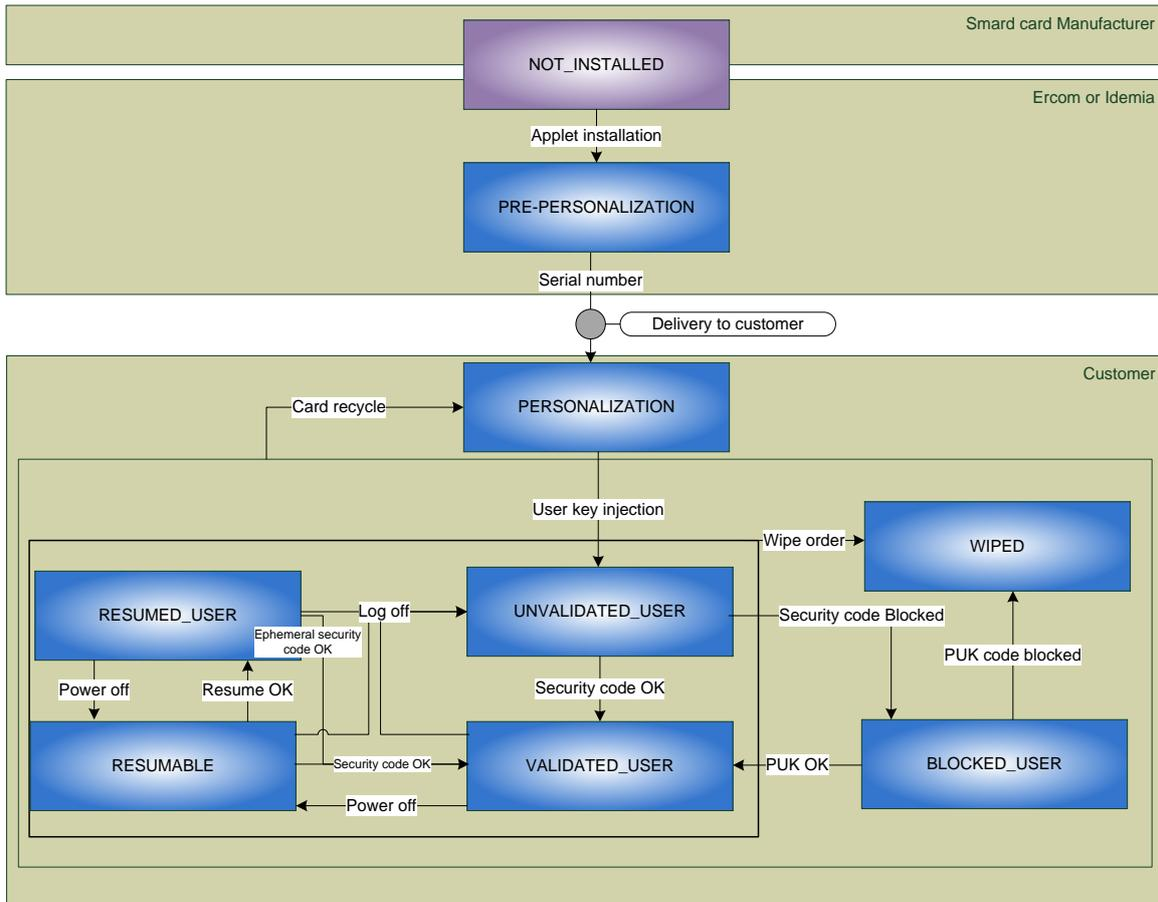 Smard card Manufacturer
NOT_INSTALLED
Ercom or Idemia
Applet installation
PRE-PERSONALIZATION
Serial number
Delivery to customer
Customer
Card recycle
PERSONALIZATION
User key injection
Wipe order
WIPED
RESUMED_USER
Log off
UNVALIDATED_USER
Security code Blocked
Ephemeral security
code OK
PUK code blocked
Power off
Resume OK
Security code OK
RESUMABLE
Security code OK
VALIDATED_USER
PUK OK
BLOCKED_USER
Power off